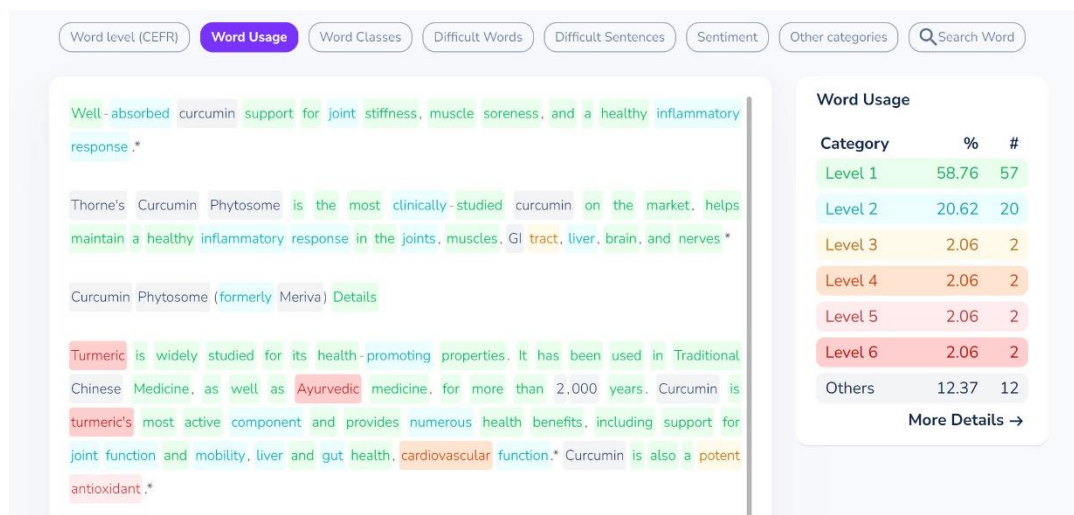 Word level (CEFR) Word Usage Word Classes Difficult Words Difficult Sentences Sentiment Other categories Search Word
Well-absorbed curcumin support for joint stiffness, muscle soreness, and a healthy inflammatory
response.*
Thorne's Curcumin Phytosome is the most clinically-studied curcumin on the market, helps
maintain a healthy inflammatory response in the joints, muscles, GI tract, liver, brain, and nerves *
Curcumin Phytosome (formerly Meriva) Details
Turmeric is widely studied for its health-promoting properties. It has been used in Traditional
Chinese Medicine, as well as Ayurvedic medicine, for more than 2,000 years. Curcumin is
turmeric's most active component and provides numerous health benefits, including support for
joint function and mobility, liver and gut health, cardiovascular function.* Curcumin is also a potent
antioxidant.*
Word Usage
Category % #
Level 1 58.76 57
Level 2 20.62 20
Level 3 2.06 2
Level 4 2.06 2
Level 5 2.06 2
Level 6 2.06 2
Others 12.37 12
More Details →